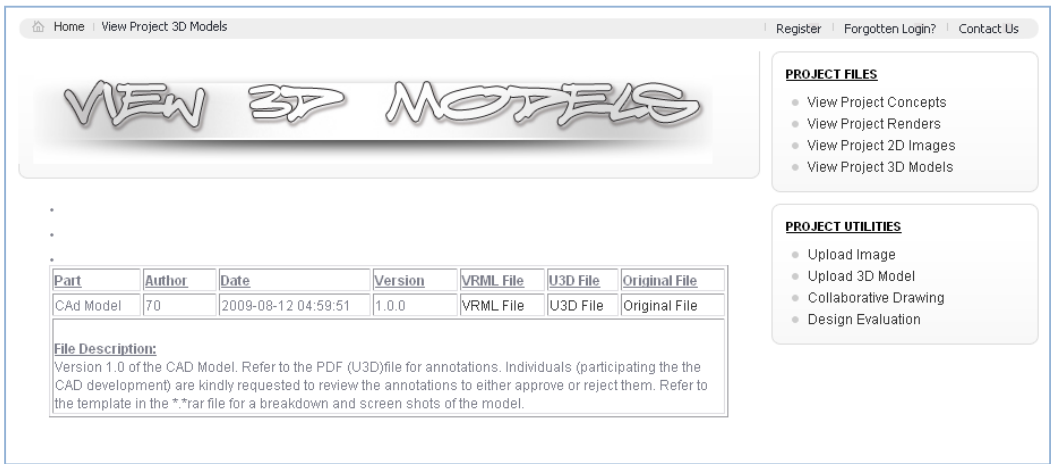 Home | View Project 3D Models
Register | Forgotten Login? | Contact Us
VIEW 3D MODELS
PROJECT FILES
View Project Concepts
View Project Renders
View Project 2D Images
View Project 3D Models
PROJECT UTILITIES
Upload Image
Upload 3D Model
Collaborative Drawing
Design Evaluation
Part Author Date Version VRML File U3D File Original File
CAd Model 70 2009-08-12 04:59:51 1.0.0 VRML File U3D File Original File
File Description:
Version 1.0 of the CAD Model. Refer to the PDF (U3D)file for annotations. Individuals (participating the the
CAD development) are kindly requested to review the annotations to either approve or reject them. Refer to
the template in the *.*rar file for a breakdown and screen shots of the model.